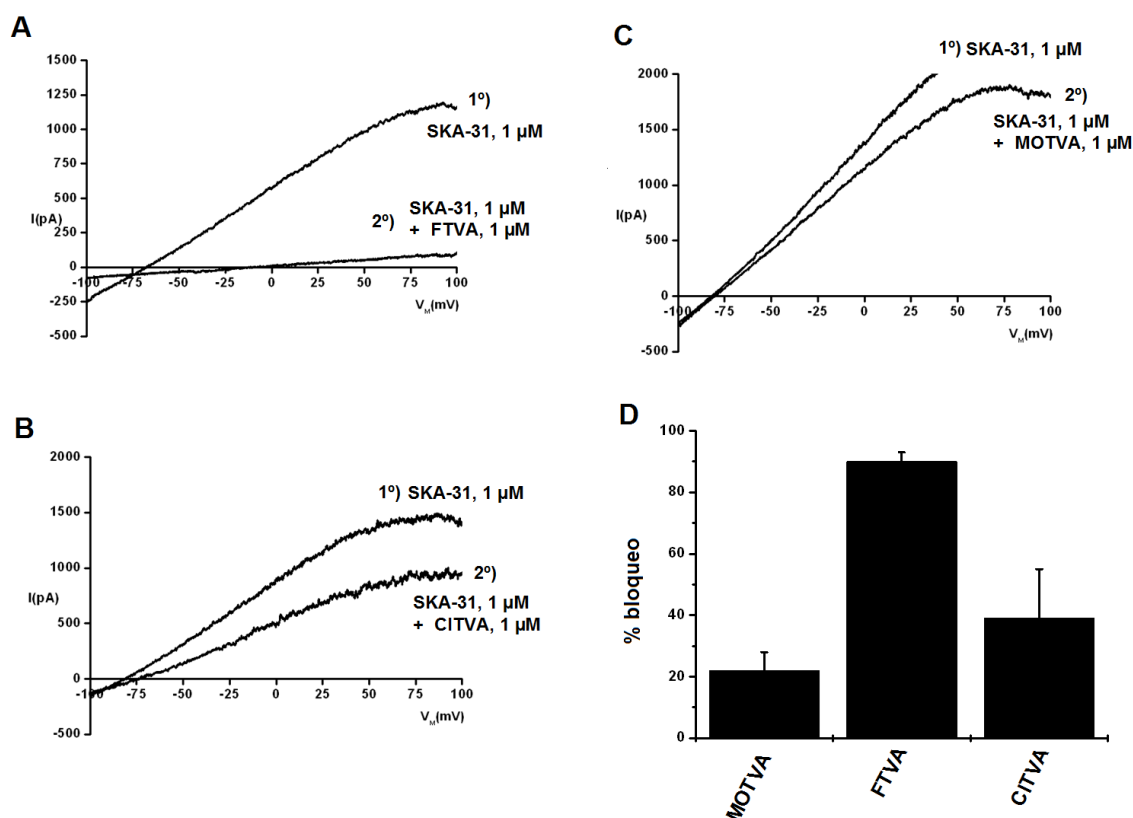 A
1500
1250
1000
750
500
I(pA)
250
0
-250
-500
-100
-75
-50
-25
0
25
50
75
100
V_M(mV)
1º)
SKA-31, 1 µM
2º)
SKA-31, 1 µM
+ FTVA, 1 µM
B
2000
1500
1000
I(pA)
500
0
-500
-100
-75
-50
-25
0
25
50
75
100
V_M(mV)
1º) SKA-31, 1 µM
2º)
SKA-31, 1 µM
+ CITVA, 1 µM
C
2000
1500
1000
I(pA)
500
0
-500
-100
-75
-50
-25
0
25
50
75
100
V_M(mV)
1º) SKA-31, 1 µM
2º)
SKA-31, 1 µM
+ MOTVA, 1 µM
D
100
80
60
40
20
0
% bloqueo
MOTVA
FTVA
CITVA